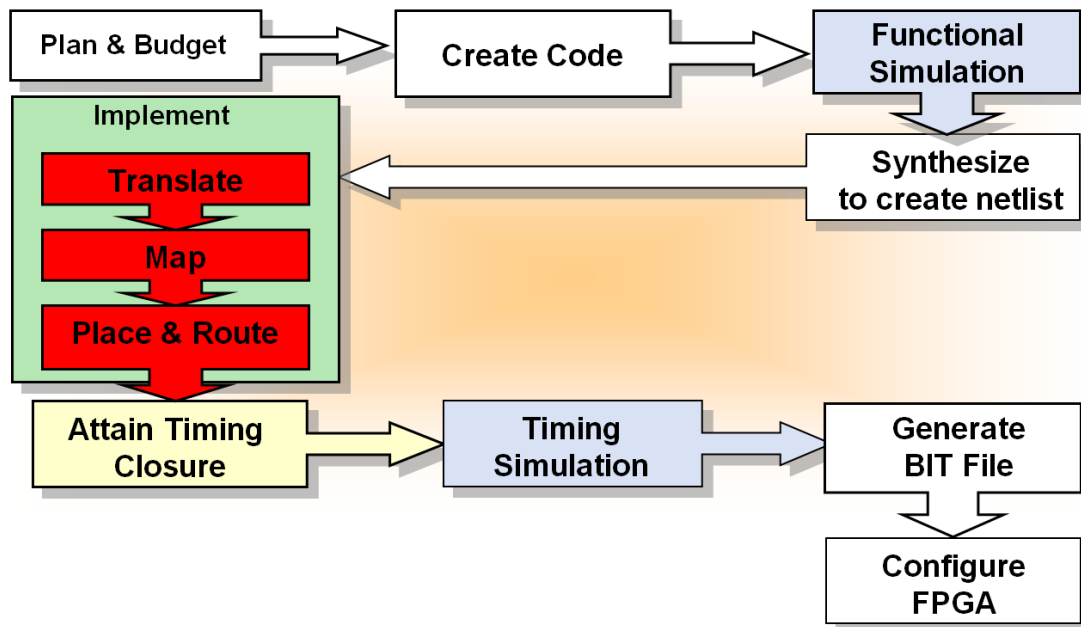 Plan & Budget
Create Code
Functional
Simulation
Synthesize
to create netlist
Implement
Translate
Map
Place & Route
Attain Timing
Closure
Timing
Simulation
Generate
BIT File
Configure
FPGA